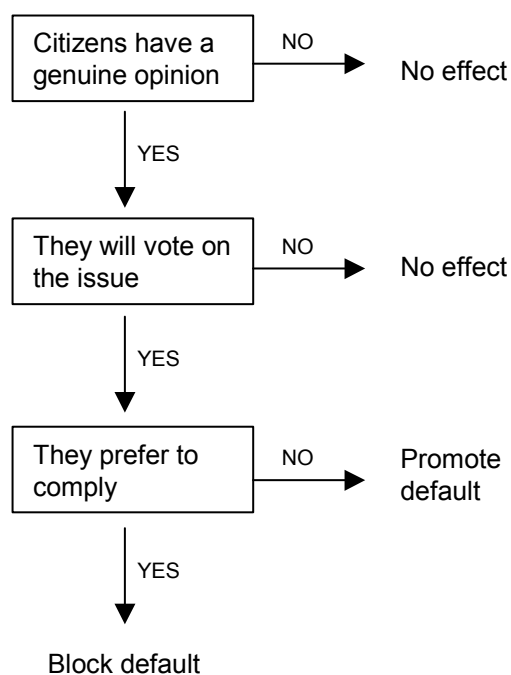 Citizens have a
genuine opinion
NO
No effect
YES
They will vote on
the issue
NO
No effect
YES
They prefer to
comply
NO
Promote
default
YES
Block default